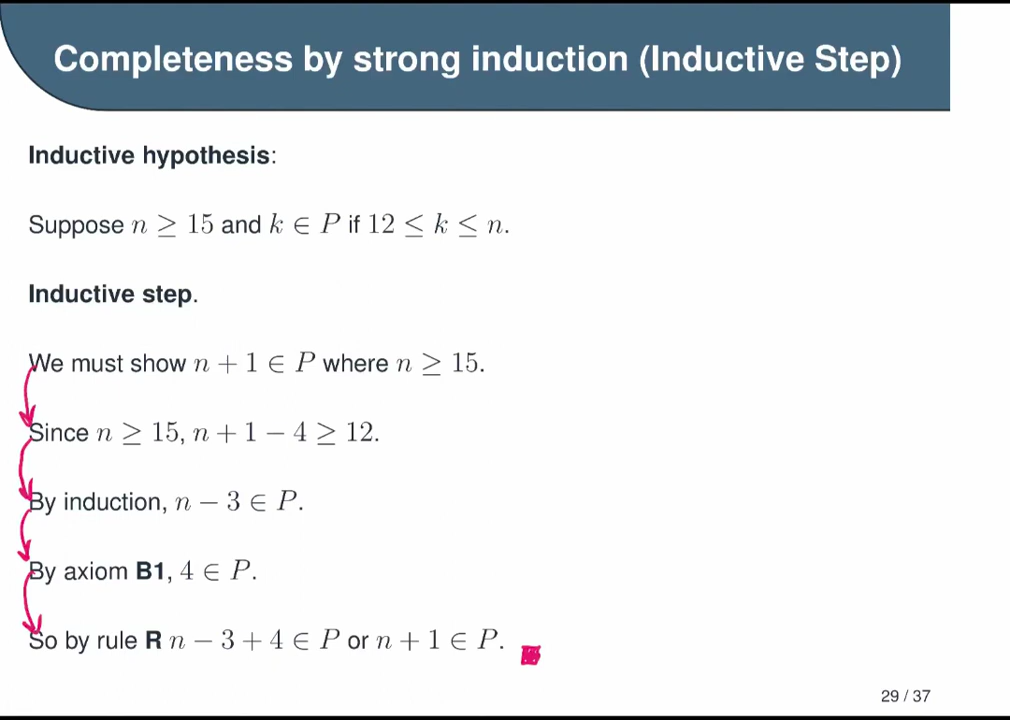 Completeness by strong induction (Inductive Step)
Inductive hypothesis:
Suppose n ≥ 15 and k ∈ P if 12 ≤ k ≤ n.
Inductive step.
We must show n + 1 ∈ P where n ≥ 15.
Since n ≥ 15, n + 1 − 4 ≥ 12.
By induction, n − 3 ∈ P.
By axiom B1, 4 ∈ P.
So by rule R n − 3 + 4 ∈ P or n + 1 ∈ P.
29 / 37